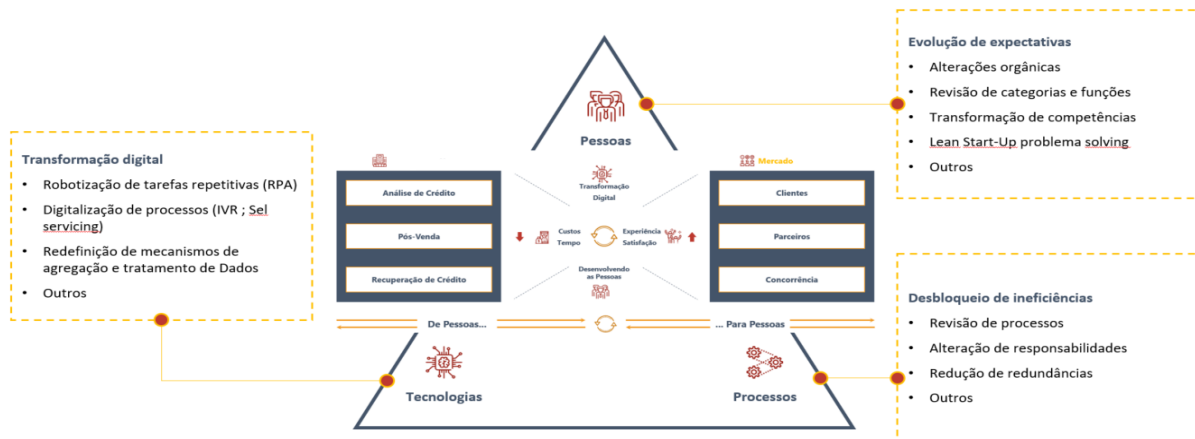 Evolução de expectativas
• Alterações orgânicas
• Revisão de categorias e funções
• Transformação de competências
• Lean Start-Up problema solving
• Outros
Pessoas
Transformação digital
• Robotização de tarefas repetitivas (RPA)
• Digitalização de processos (IVR ; Sel
servicing)
• Redefinição de mecanismos de
agregação e tratamento de Dados
• Outros
Análise de Crédito
Pós-Venda
Recuperação de Crédito
Transformação
Digital
Custos
Tempo
Experiência
Satisfação
Desenvolvendo
as Pessoas
Mercado
Clientes
Parceiros
Concorrência
De Pessoas...
... Para Pessoas
Tecnologias
Processos
Desbloqueio de ineficiências
• Revisão de processos
• Alteração de responsabilidades
• Redução de redundâncias
• Outros